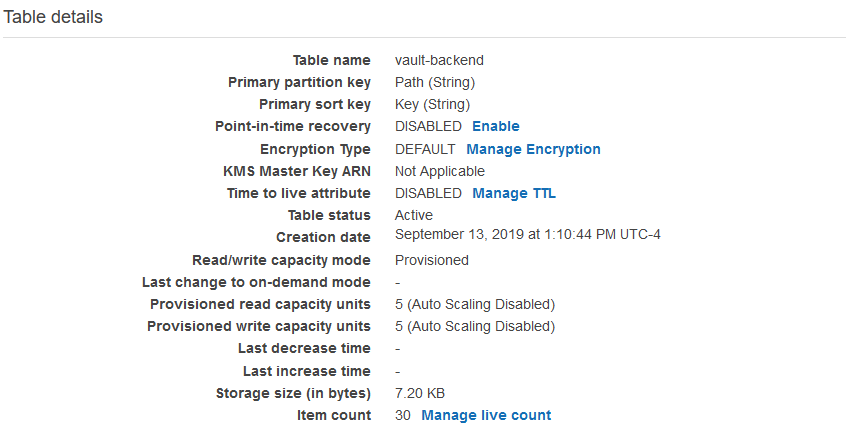 Table details
Table name vault-backend
Primary partition key Path (String)
Primary sort key Key (String)
Point-in-time recovery DISABLED Enable
Encryption Type DEFAULT Manage Encryption
KMS Master Key ARN Not Applicable
Time to live attribute DISABLED Manage TTL
Table status Active
Creation date September 13, 2019 at 1:10:44 PM UTC-4
Read/write capacity mode Provisioned
Last change to on-demand mode -
Provisioned read capacity units 5 (Auto Scaling Disabled)
Provisioned write capacity units 5 (Auto Scaling Disabled)
Last decrease time -
Last increase time -
Storage size (in bytes) 7.20 KB
Item count 30 Manage live count